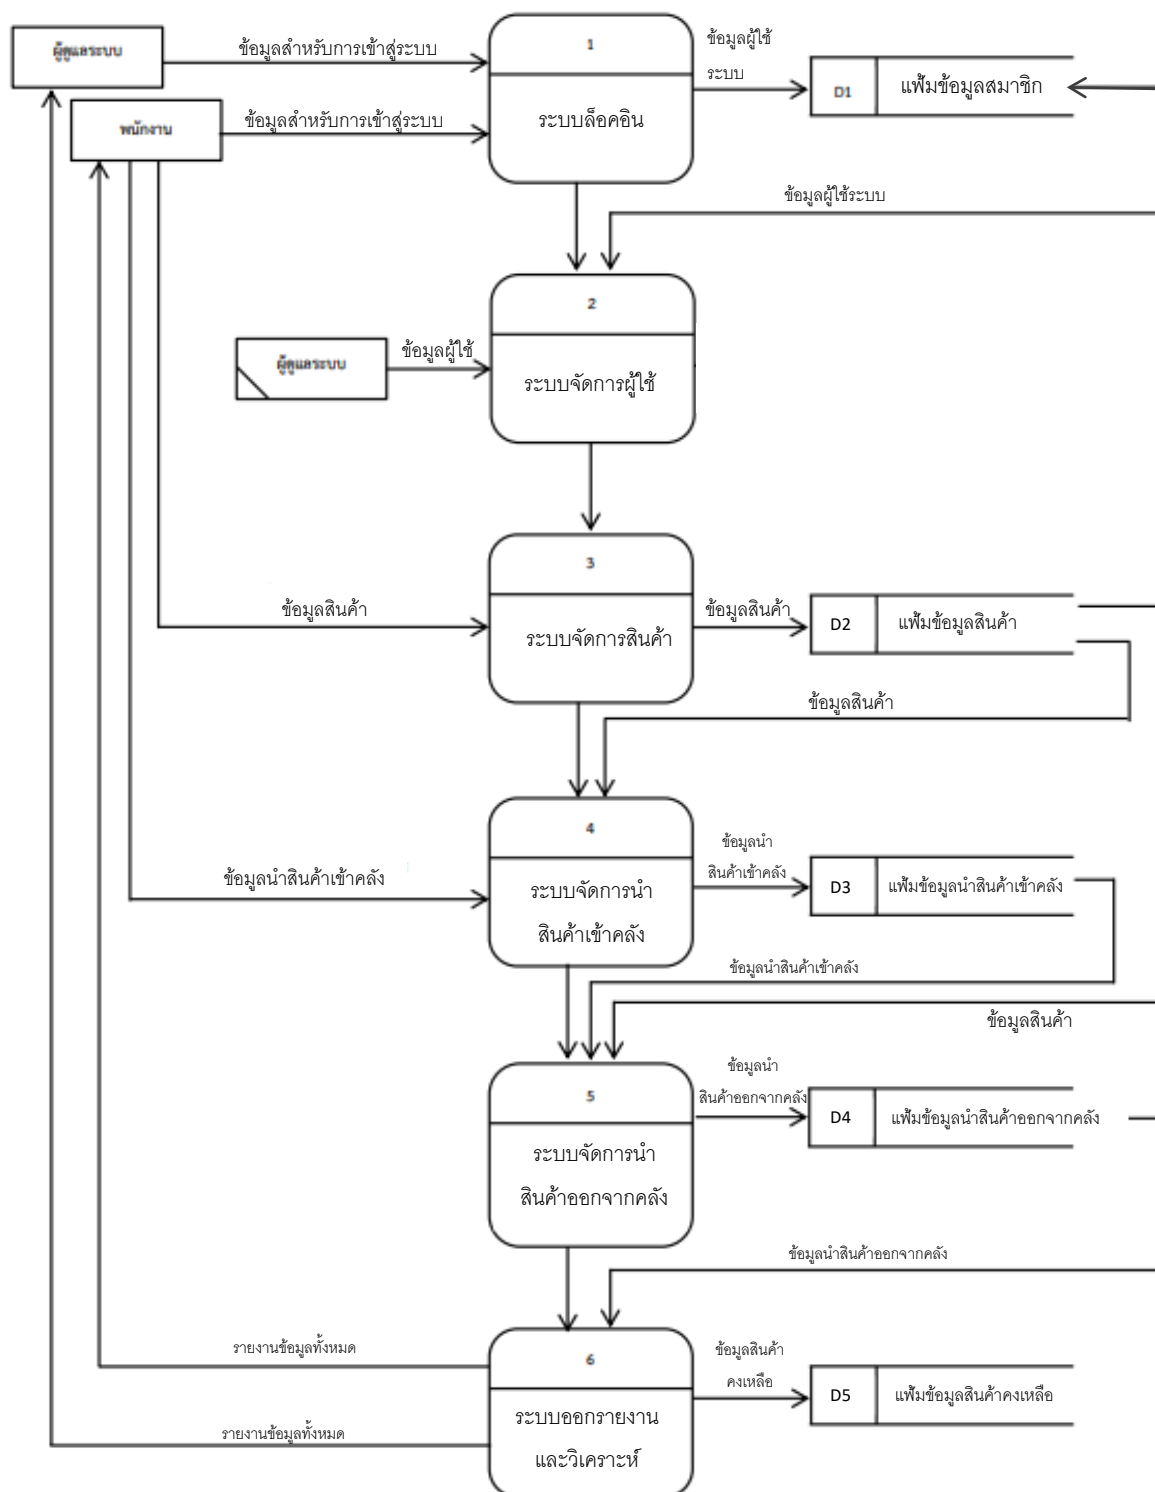 ผู้ดูแลระบบ
ข้อมูลสำหรับการเข้าสู่ระบบ
1
ระบบล็อคอิน
ข้อมูลผู้ใช้
ระบบ
D1
แฟ้มข้อมูลสมาชิก
พนักงาน
ข้อมูลสำหรับการเข้าสู่ระบบ
ข้อมูลผู้ใช้ระบบ
2
ระบบจัดการผู้ใช้
ผู้ดูแลระบบ
ข้อมูลผู้ใช้
3
ระบบจัดการสินค้า
ข้อมูลสินค้า
ข้อมูลสินค้า
D2
แฟ้มข้อมูลสินค้า
ข้อมูลสินค้า
4
ระบบจัดการนำ
สินค้าเข้าคลัง
ข้อมูลนำสินค้าเข้าคลัง
ข้อมูลนำ
สินค้าเข้าคลัง
D3
แฟ้มข้อมูลนำสินค้าเข้าคลัง
ข้อมูลนำสินค้าเข้าคลัง
ข้อมูลสินค้า
5
ระบบจัดการนำ
สินค้าออกจากคลัง
ข้อมูลนำ
สินค้าออกจากคลัง
D4
แฟ้มข้อมูลนำสินค้าออกจากคลัง
ข้อมูลนำสินค้าออกจากคลัง
6
ระบบออกรายงาน
และวิเคราะห์
รายงานข้อมูลทั้งหมด
รายงานข้อมูลทั้งหมด
ข้อมูลสินค้า
คงเหลือ
D5
แฟ้มข้อมูลสินค้าคงเหลือ